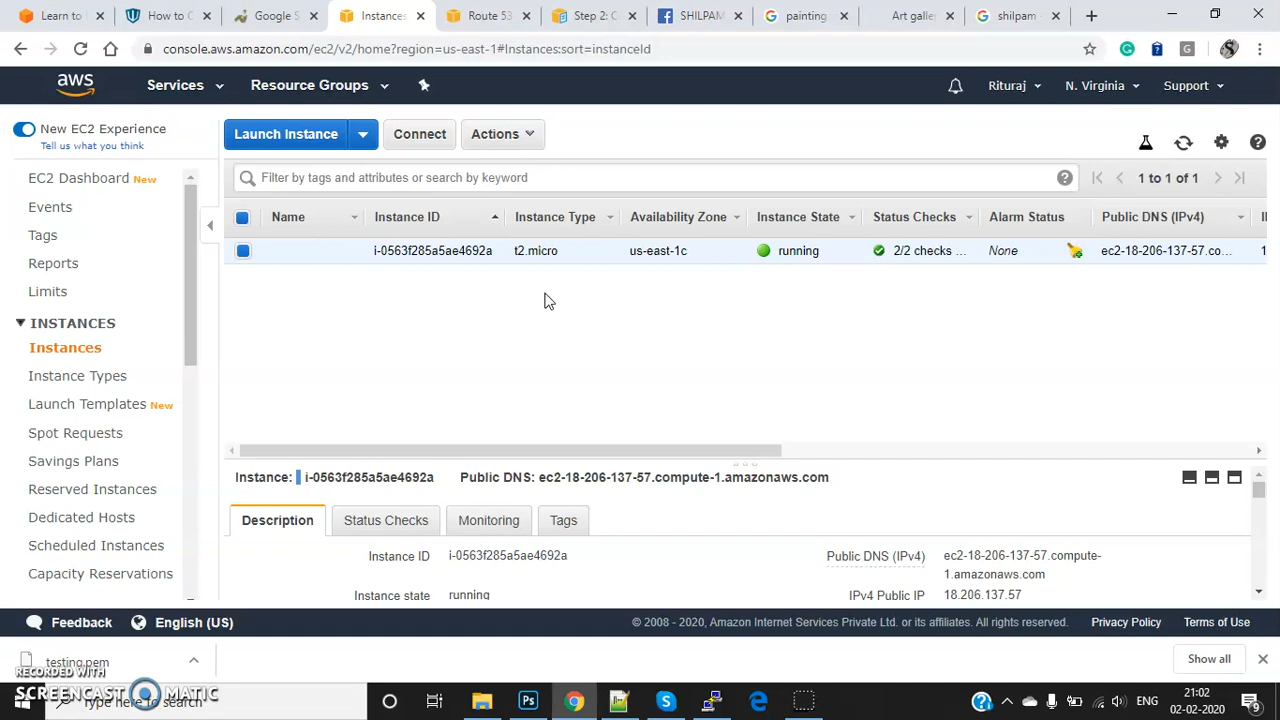 Learn to
How to C
Google S
Instances
Route 53
Step 2: C
SHILPAM
painting
Art galle
shilpam -
console.aws.amazon.com/ec2/v2/home?region=us-east-1#Instances:sort=instanceId
aws
Services
Resource Groups
Rituraj
N. Virginia
Support
New EC2 Experience
Tell us what you think
Launch Instance
Connect
Actions
EC2 Dashboard New
Events
Tags
Reports
Limits
INSTANCES
Instances
Instance Types
Launch Templates New
Spot Requests
Savings Plans
Reserved Instances
Dedicated Hosts
Scheduled Instances
Capacity Reservations
Filter by tags and attributes or search by keyword
1 to 1 of 1
Name Instance ID Instance Type Availability Zone Instance State Status Checks Alarm Status Public DNS (IPv4)
i-0563f285a5ae4692a t2.micro us-east-1c running 2/2 checks ... None ec2-18-206-137-57.co... 1
Instance: i-0563f285a5ae4692a Public DNS: ec2-18-206-137-57.compute-1.amazonaws.com
Description Status Checks Monitoring Tags
Instance ID i-0563f285a5ae4692a
Public DNS (IPv4) ec2-18-206-137-57.compute-
1.amazonaws.com
Instance state running
IPv4 Public IP 18.206.137.57
Feedback English (US)
© 2008 - 2020, Amazon Internet Services Private Ltd. or its affiliates. All rights reserved. Privacy Policy Terms of Use
testing.pem
Show all
RECORDED WITH
SCREENCAST MATIC
Type here to search
ENG
21:02
02-02-2020
9